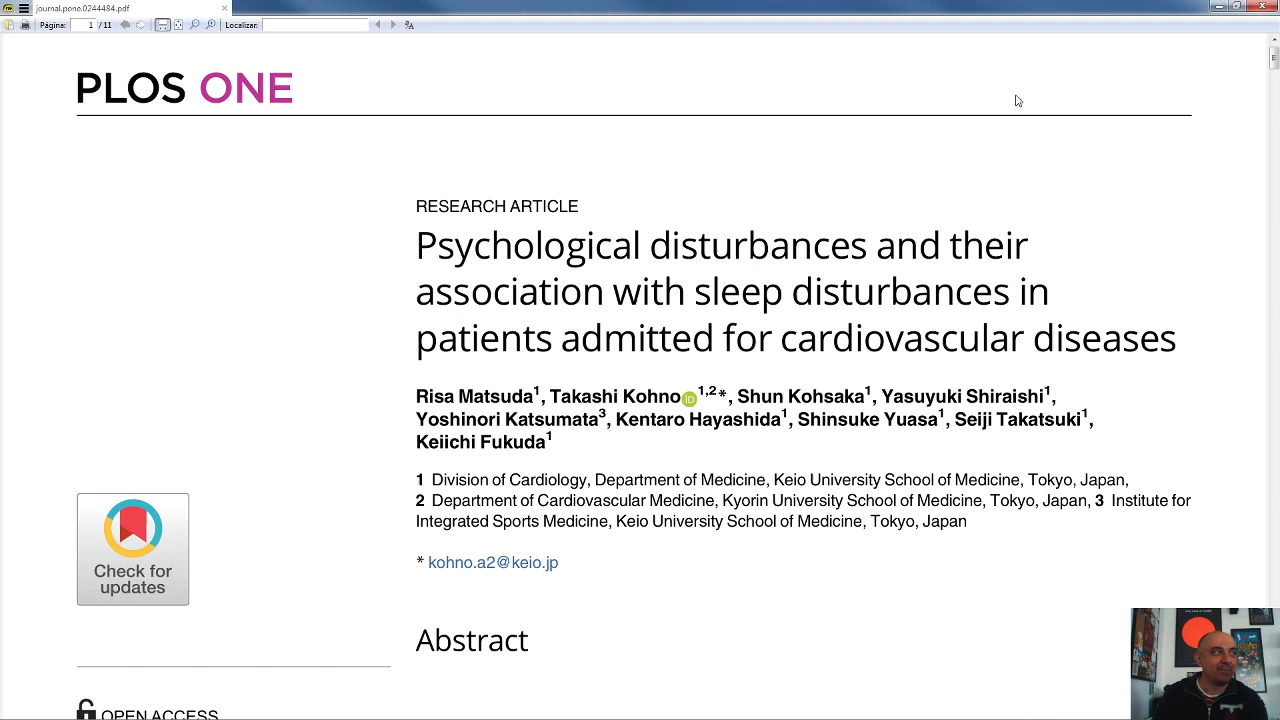 journal.pone.0244484.pdf
Página: 1 / 11 Localizar:
PLOS ONE
RESEARCH ARTICLE
Psychological disturbances and their
association with sleep disturbances in
patients admitted for cardiovascular diseases
Risa Matsuda1, Takashi Kohno iD 1,2*, Shun Kohsaka1, Yasuyuki Shiraishi1,
Yoshinori Katsumata3, Kentaro Hayashida1, Shinsuke Yuasa1, Seiji Takatsuki1,
Keiichi Fukuda1
1 Division of Cardiology, Department of Medicine, Keio University School of Medicine, Tokyo, Japan,
2 Department of Cardiovascular Medicine, Kyorin University School of Medicine, Tokyo, Japan, 3 Institute for
Integrated Sports Medicine, Keio University School of Medicine, Tokyo, Japan
* kohno.a2@keio.jp
Check for
updates
Abstract
OPEN ACCESS